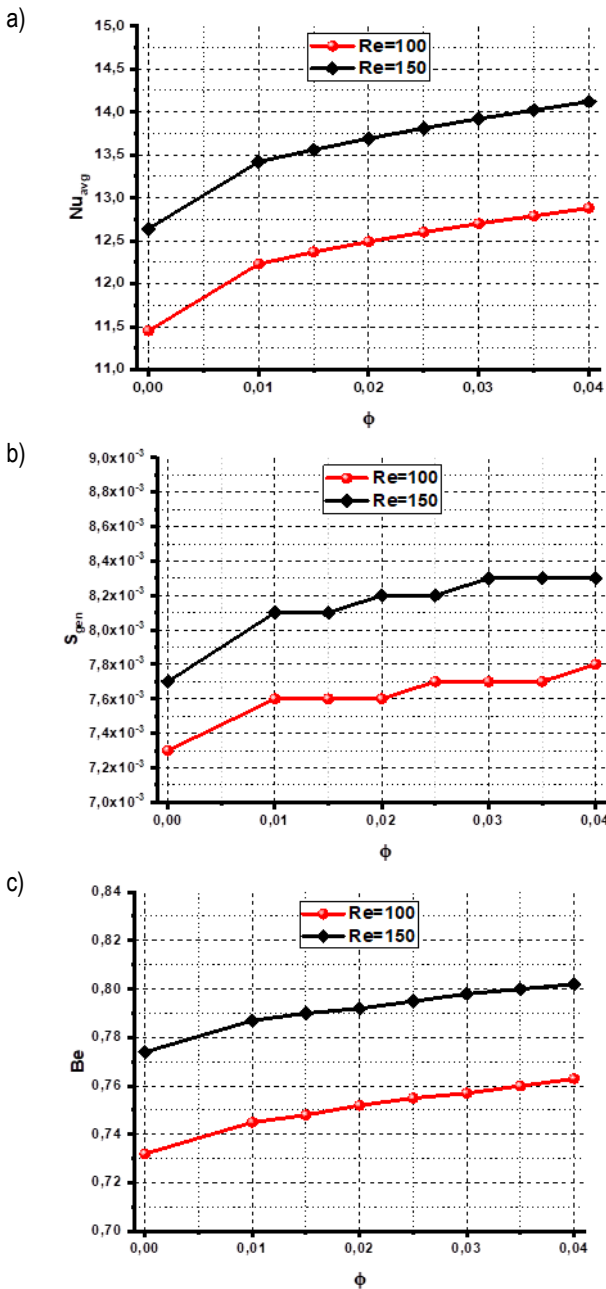 a)
15,0
14,5
14,0
13,5
13,0
12,5
12,0
11,5
11,0
Nu_avg
Re=100
Re=150
0,00 0,01 0,02 0,03 0,04
ϕ
b)
9,0x10⁻³
8,8x10⁻³
8,6x10⁻³
8,4x10⁻³
8,2x10⁻³
8,0x10⁻³
7,8x10⁻³
7,6x10⁻³
7,4x10⁻³
7,2x10⁻³
7,0x10⁻³
S_gen
Re=100
Re=150
0,00 0,01 0,02 0,03 0,04
ϕ
c)
0,84
0,82
0,80
0,78
0,76
0,74
0,72
0,70
Be
Re=100
Re=150
0,00 0,01 0,02 0,03 0,04
ϕ